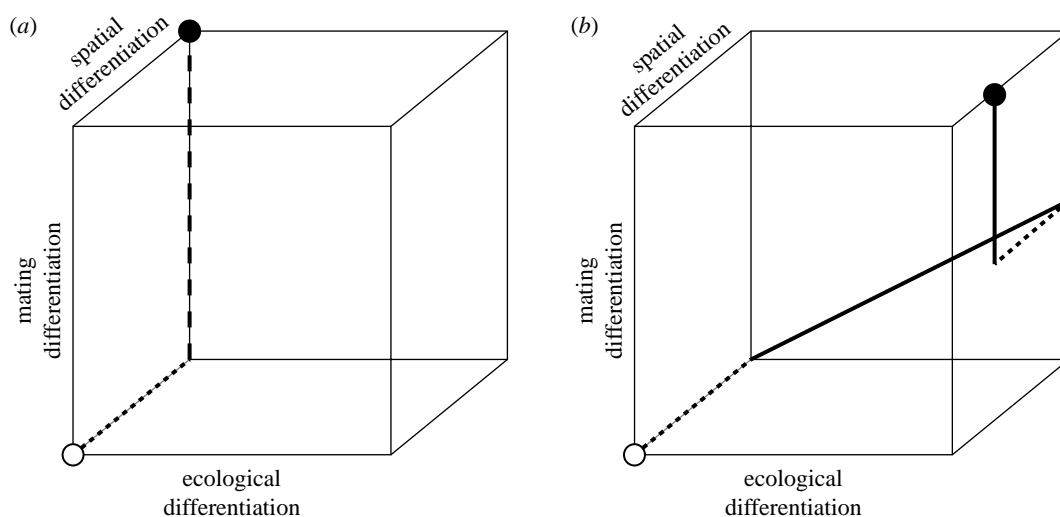 (a)
spatial
differentiation
mating
differentiation
ecological
differentiation
(b)
spatial
differentiation
mating
differentiation
ecological
differentiation